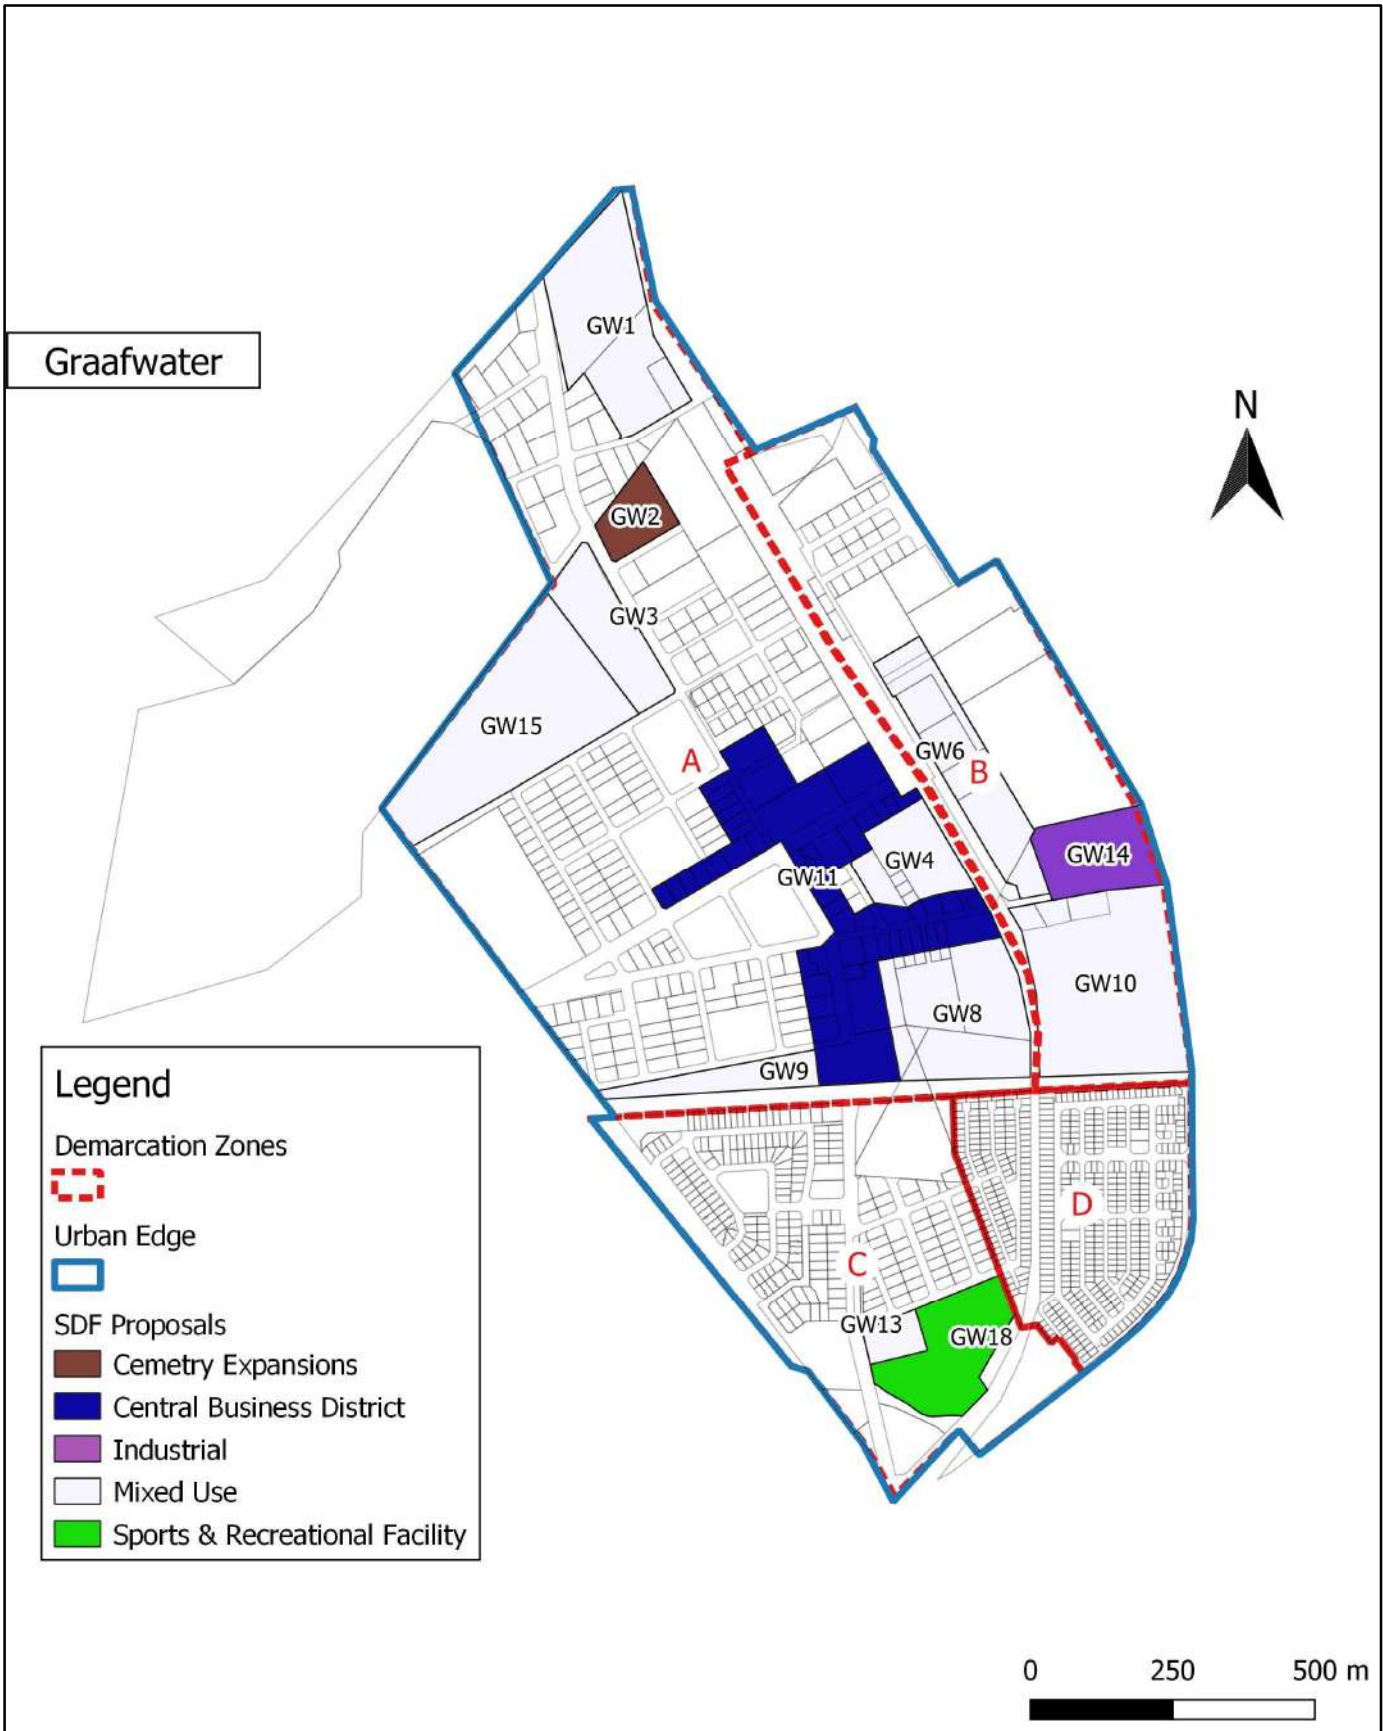 Graafwater
N
GW1
GW2
GW3
GW15
A
GW6
B
GW14
GW4
GW11
GW10
GW8
GW9
D
C
GW13
GW18
Legend
Demarcation Zones
Urban Edge
SDF Proposals
Cemetry Expansions
Central Business District
Industrial
Mixed Use
Sports & Recreational Facility
0 250 500 m